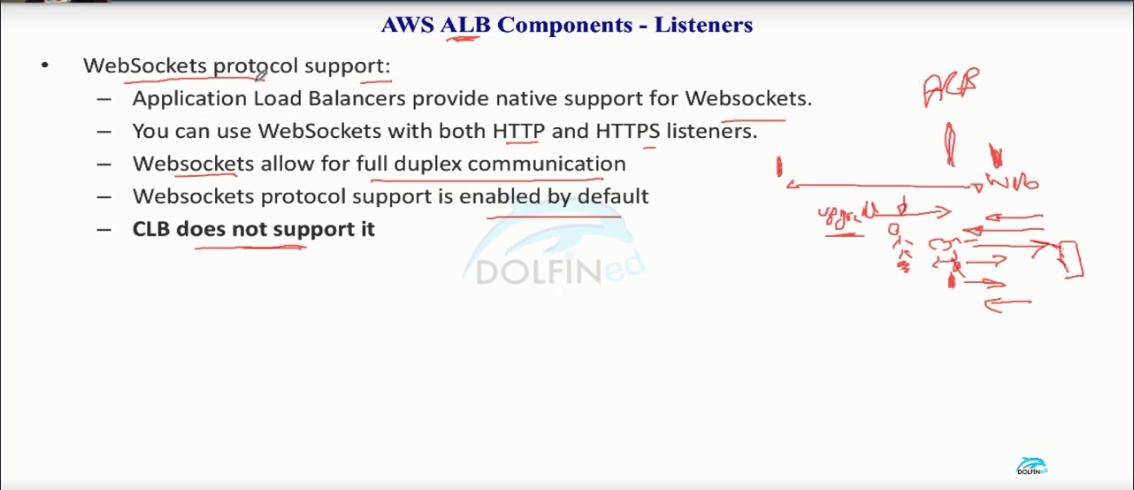 AWS ALB Components - Listeners
• WebSockets protocol support:
– Application Load Balancers provide native support for Websockets.
– You can use WebSockets with both HTTP and HTTPS listeners.
– Websockets allow for full duplex communication
– Websockets protocol support is enabled by default
– CLB does not support it
ALB
DOLFINed
DOLFINed